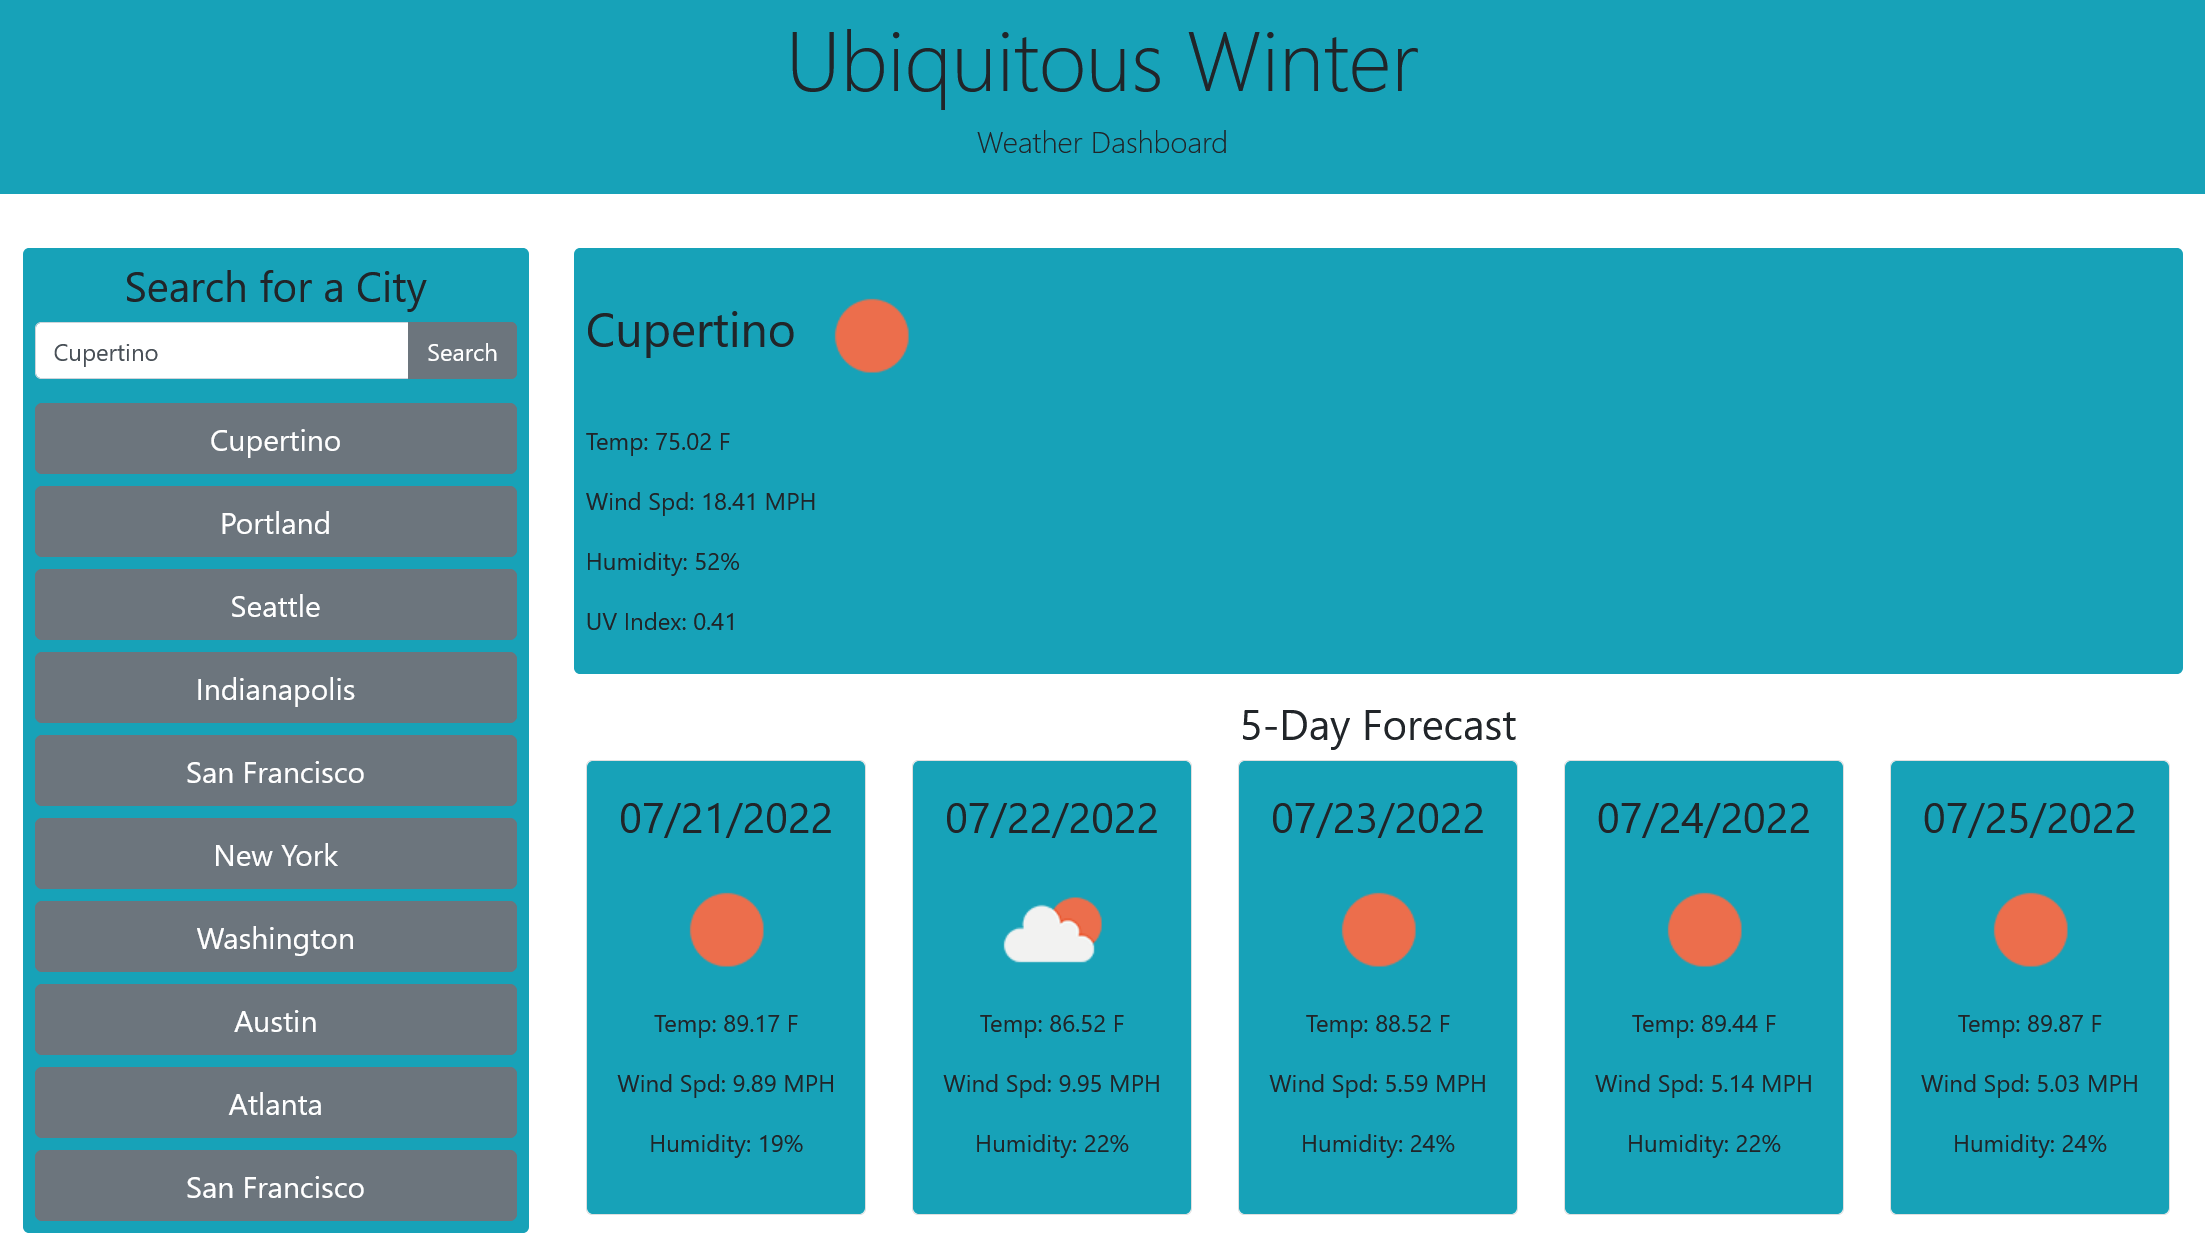 Ubiquitous Winter
Weather Dashboard
Search for a City
Cupertino
Search
Cupertino
Portland
Seattle
Indianapolis
San Francisco
New York
Washington
Austin
Atlanta
San Francisco
Cupertino
Temp: 75.02 F
Wind Spd: 18.41 MPH
Humidity: 52%
UV Index: 0.41
5-Day Forecast
07/21/2022
Temp: 89.17 F
Wind Spd: 9.89 MPH
Humidity: 19%
07/22/2022
Temp: 86.52 F
Wind Spd: 9.95 MPH
Humidity: 22%
07/23/2022
Temp: 88.52 F
Wind Spd: 5.59 MPH
Humidity: 24%
07/24/2022
Temp: 89.44 F
Wind Spd: 5.14 MPH
Humidity: 22%
07/25/2022
Temp: 89.87 F
Wind Spd: 5.03 MPH
Humidity: 24%